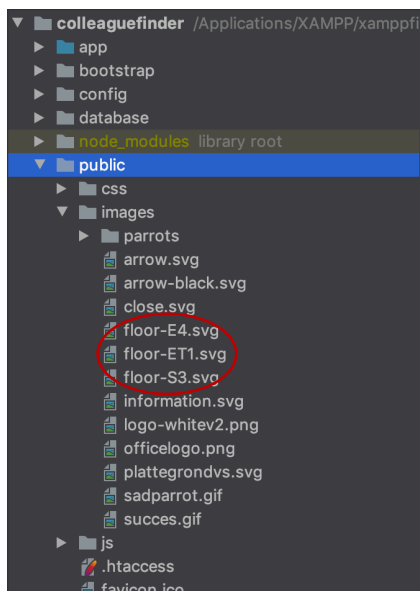 colleaguefinder /Applications/XAMPP/xamppfi
app
bootstrap
config
database
node_modules library root
public
css
images
parrots
arrow.svg
arrow-black.svg
close.svg
floor-E4.svg
floor-ET1.svg
floor-S3.svg
information.svg
logo-whitev2.png
officelogo.png
plattegrondvs.svg
sadparrot.gif
succes.gif
js
.htaccess
favicon.ico